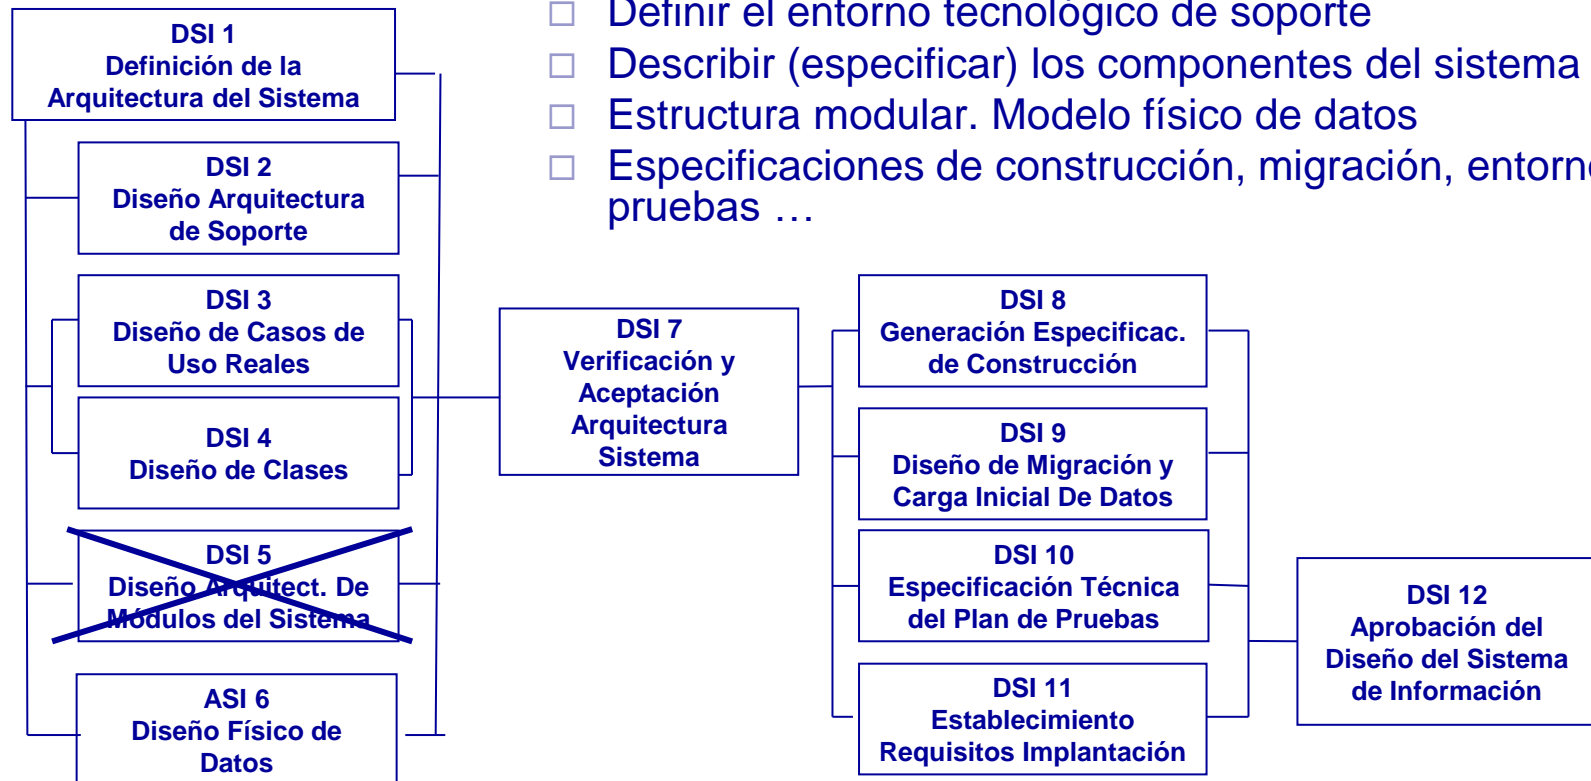 Definir el entorno tecnológico de soporte
Describir (especificar) los componentes del sistema
Estructura modular. Modelo físico de datos
Especificaciones de construcción, migración, entorno
pruebas …
DSI 1
Definición de la
Arquitectura del Sistema
DSI 2
Diseño Arquitectura
de Soporte
DSI 3
Diseño de Casos de
Uso Reales
DSI 4
Diseño de Clases
DSI 5
Diseño Arquitect. De
Módulos del Sistema
ASI 6
Diseño Físico de
Datos
DSI 7
Verificación y
Aceptación
Arquitectura
Sistema
DSI 8
Generación Especificac.
de Construcción
DSI 9
Diseño de Migración y
Carga Inicial De Datos
DSI 10
Especificación Técnica
del Plan de Pruebas
DSI 11
Establecimiento
Requisitos Implantación
DSI 12
Aprobación del
Diseño del Sistema
de Información